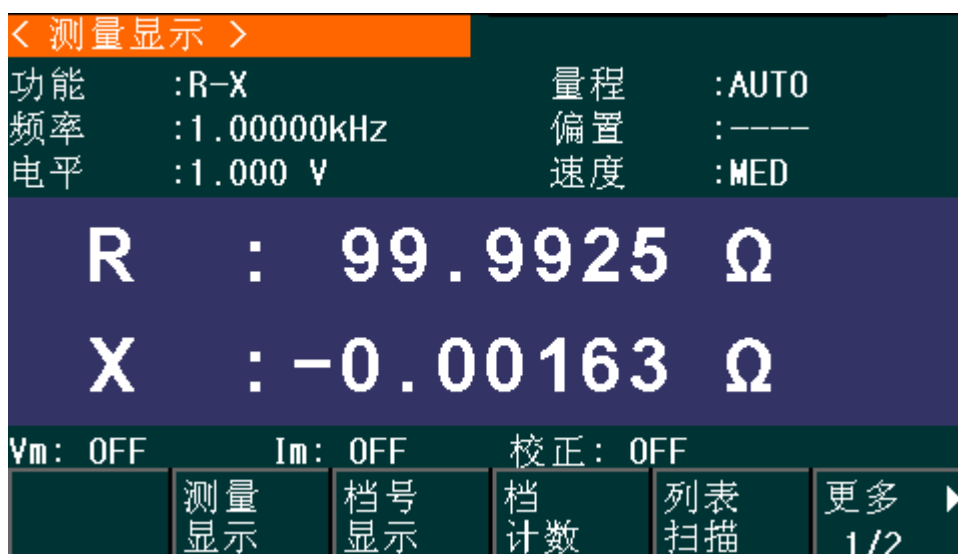 < 测量显示 >
功能 :R-X 量程 :AUTO
频率 :1.00000kHz 偏置 :----
电平 :1.000 V 速度 :MED
R : 99.9925 Ω
X :-0.00163 Ω
Vm: OFF Im: OFF 校正: OFF
测量 档号 档 列表 更多
显示 显示 计数 扫描 1/2